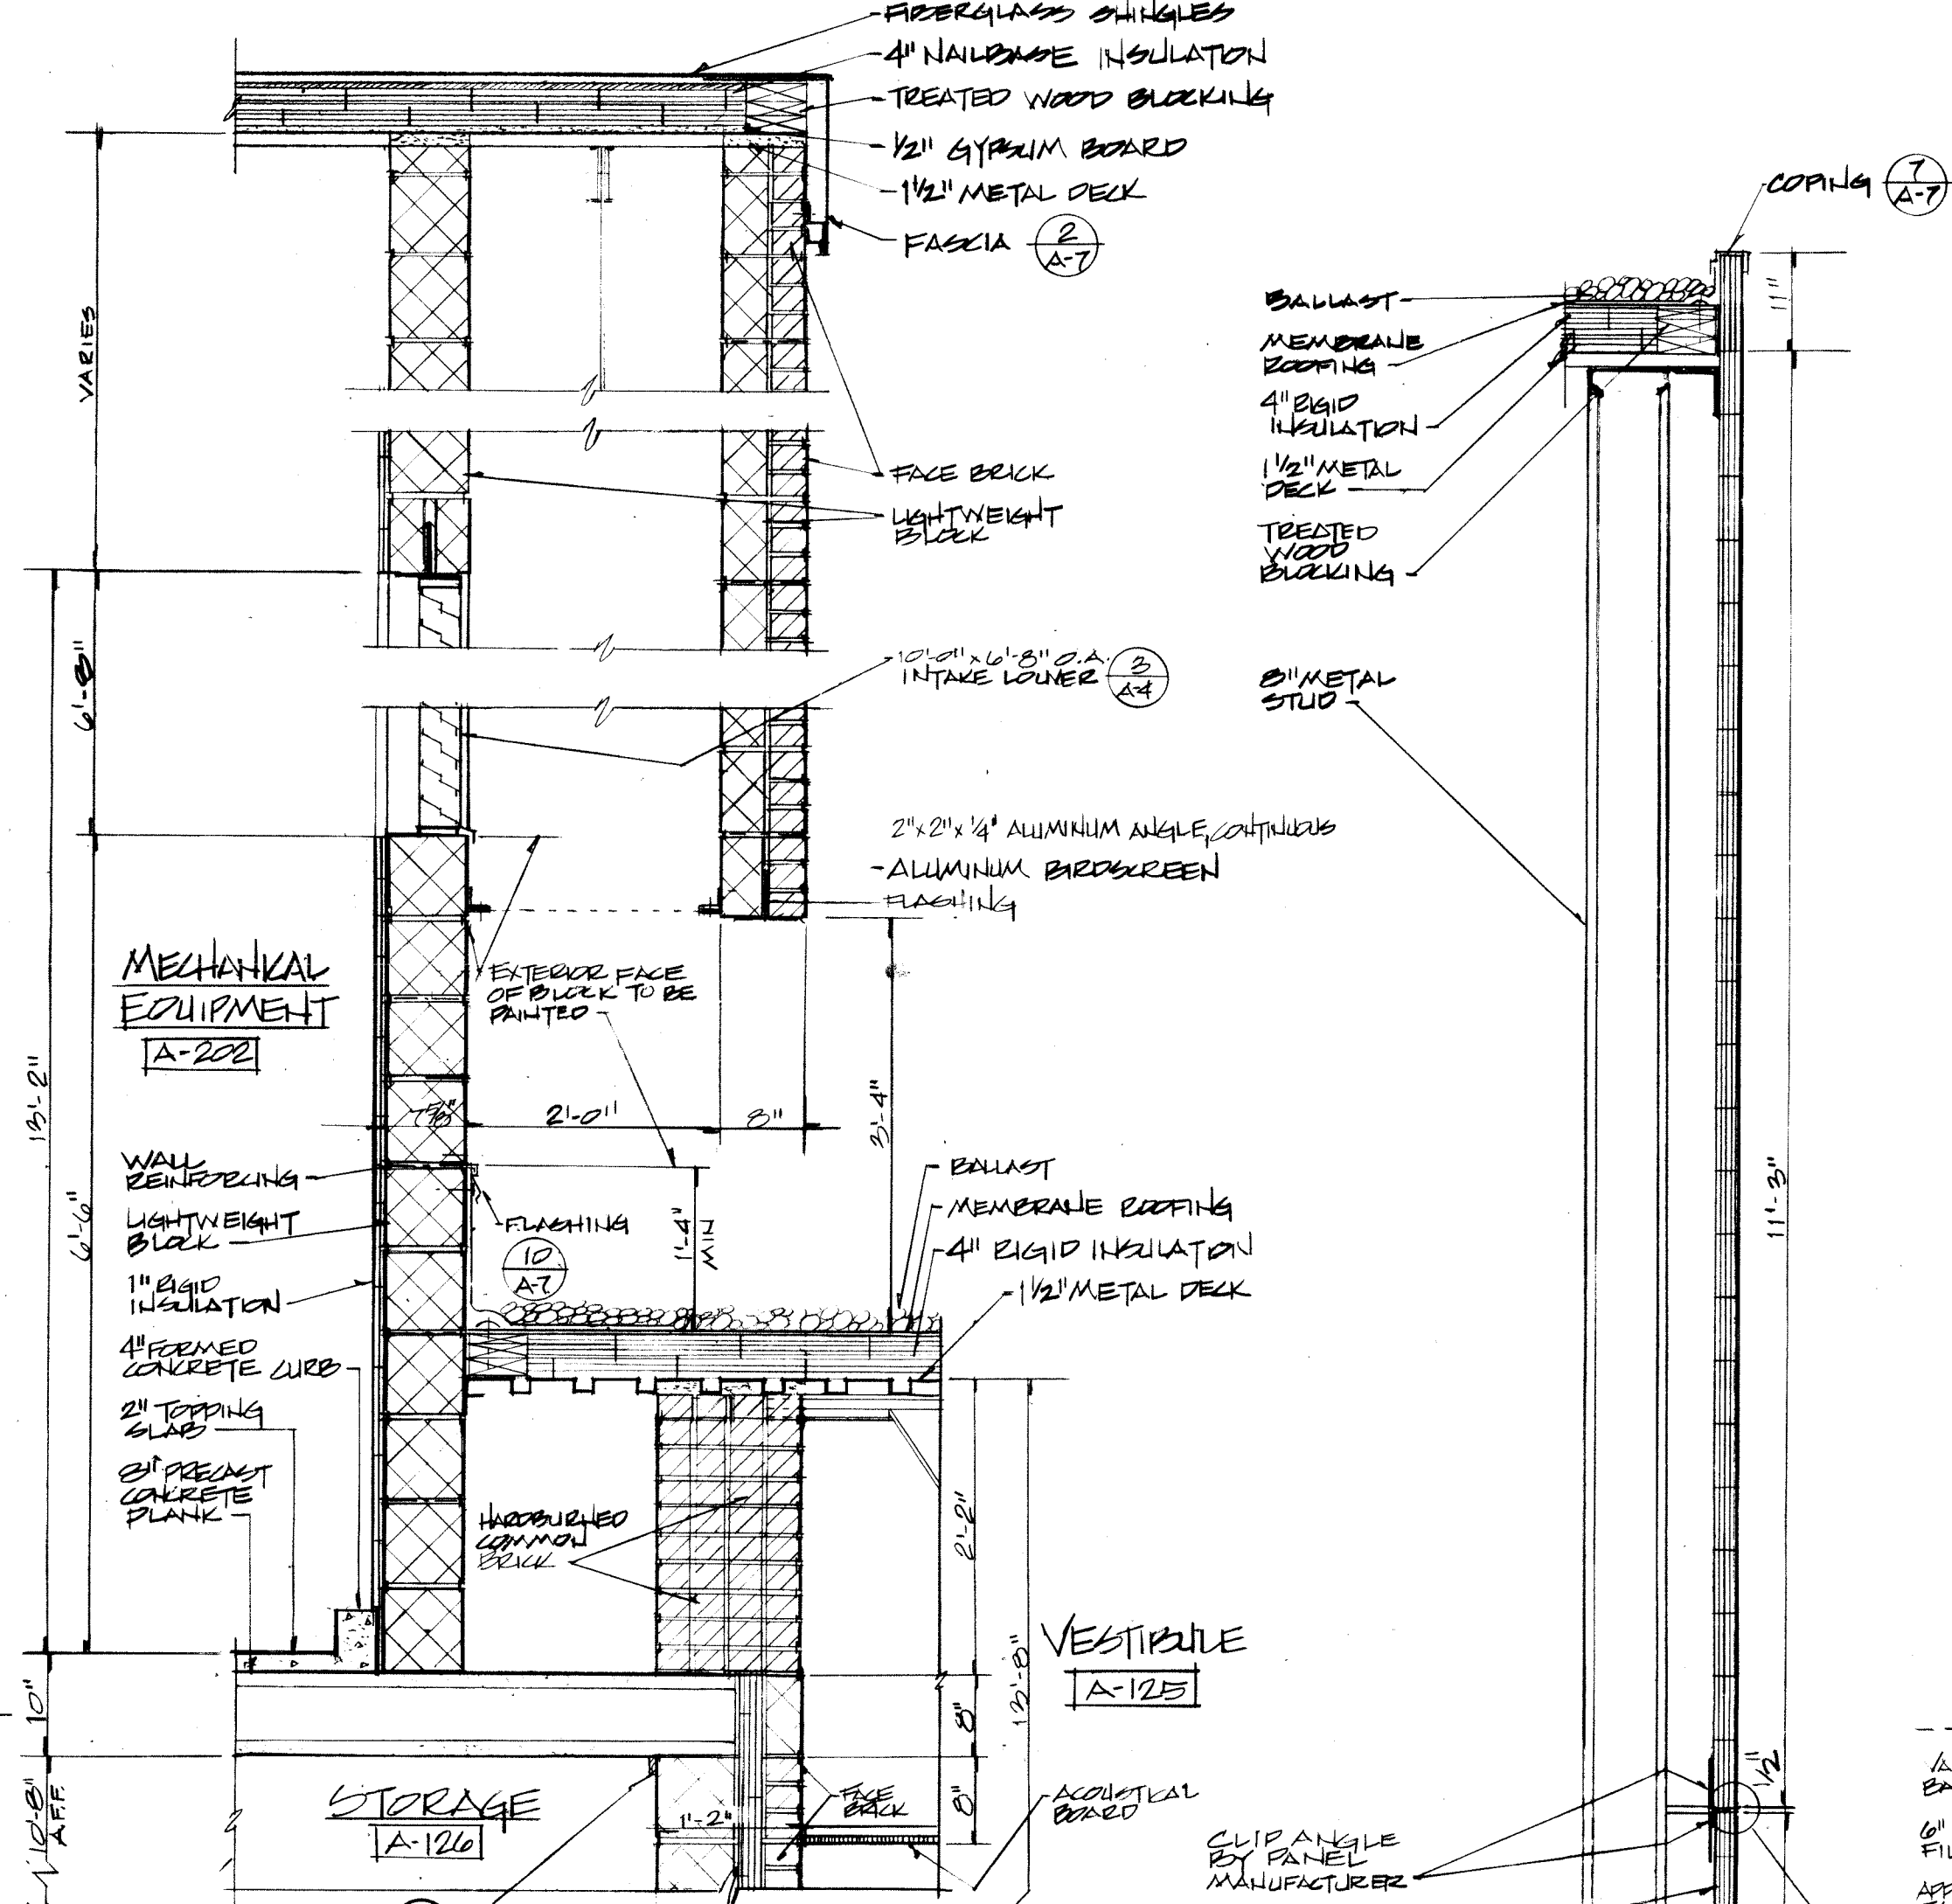 FIBERGLASS SHINGLES
4" NAILBASE INSULATION
TREATED WOOD BLOCKING
1/2" GYPSUM BOARD
1 1/2" METAL DECK
FASCIA
2
A-7
COPING
7
A-7
11"
BALLAST
MEMBRANE
ROOFING
4" RIGID
INSULATION
1 1/2" METAL
DECK
TREATED
WOOD
BLOCKING
VARIES
FACE BRICK
LIGHTWEIGHT
BLOCK
6'-8"
10'-0" x 6'-8" O.A.
INTAKE LOUVER
3
A-4
8" METAL
STUD
2" x 2" x 1/4" ALUMINUM ANGLE, CONTINUOUS
ALUMINUM BIRDSCREEN
FLASHING
MECHANICAL
EQUIPMENT
A-202
EXTERIOR FACE
OF BLOCK TO BE
PAINTED
13'-2"
7 5/8"
2'-0"
8"
3'-4"
11'-3"
WALL
REINFORCING
LIGHTWEIGHT
BLOCK
1" RIGID
INSULATION
4" FORMED
CONCRETE CURB
2" TOPPING
SLAB
8" PRECAST
CONCRETE
PLANK
6'-6"
FLASHING
10
A-7
1'-4"
MIN
BALLAST
MEMBRANE ROOFING
4" RIGID INSULATION
1 1/2" METAL DECK
HARDBURNED
COMMON
BRICK
2'-2"
13'-8"
VESTIBULE
A-125
10"
8"
8"
10'-8"
A.F.F.
STORAGE
A-126
1'-2"
FACE
BRICK
ACOUSTICAL
BOARD
1/2"
CLIP ANGLE
BY PANEL
MANUFACTURER
BA
6"
FIL